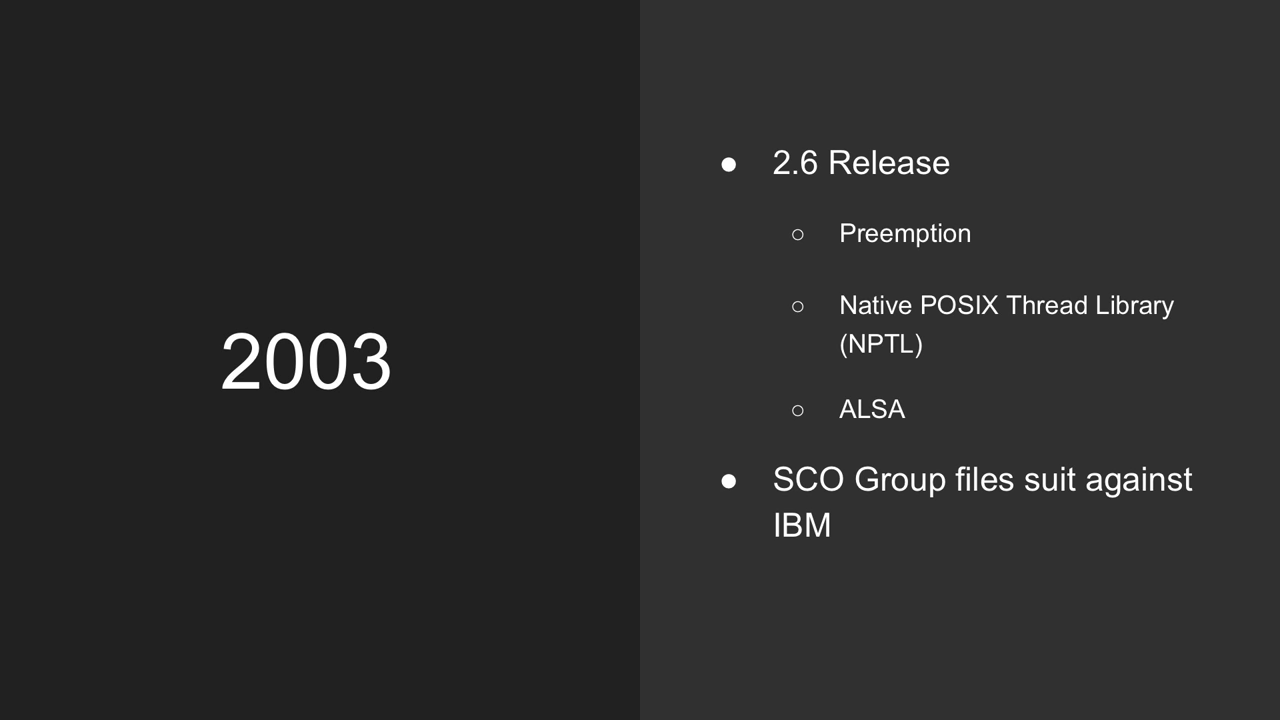 2003
● 2.6 Release
○ Preemption
○ Native POSIX Thread Library
(NPTL)
○ ALSA
● SCO Group files suit against
IBM